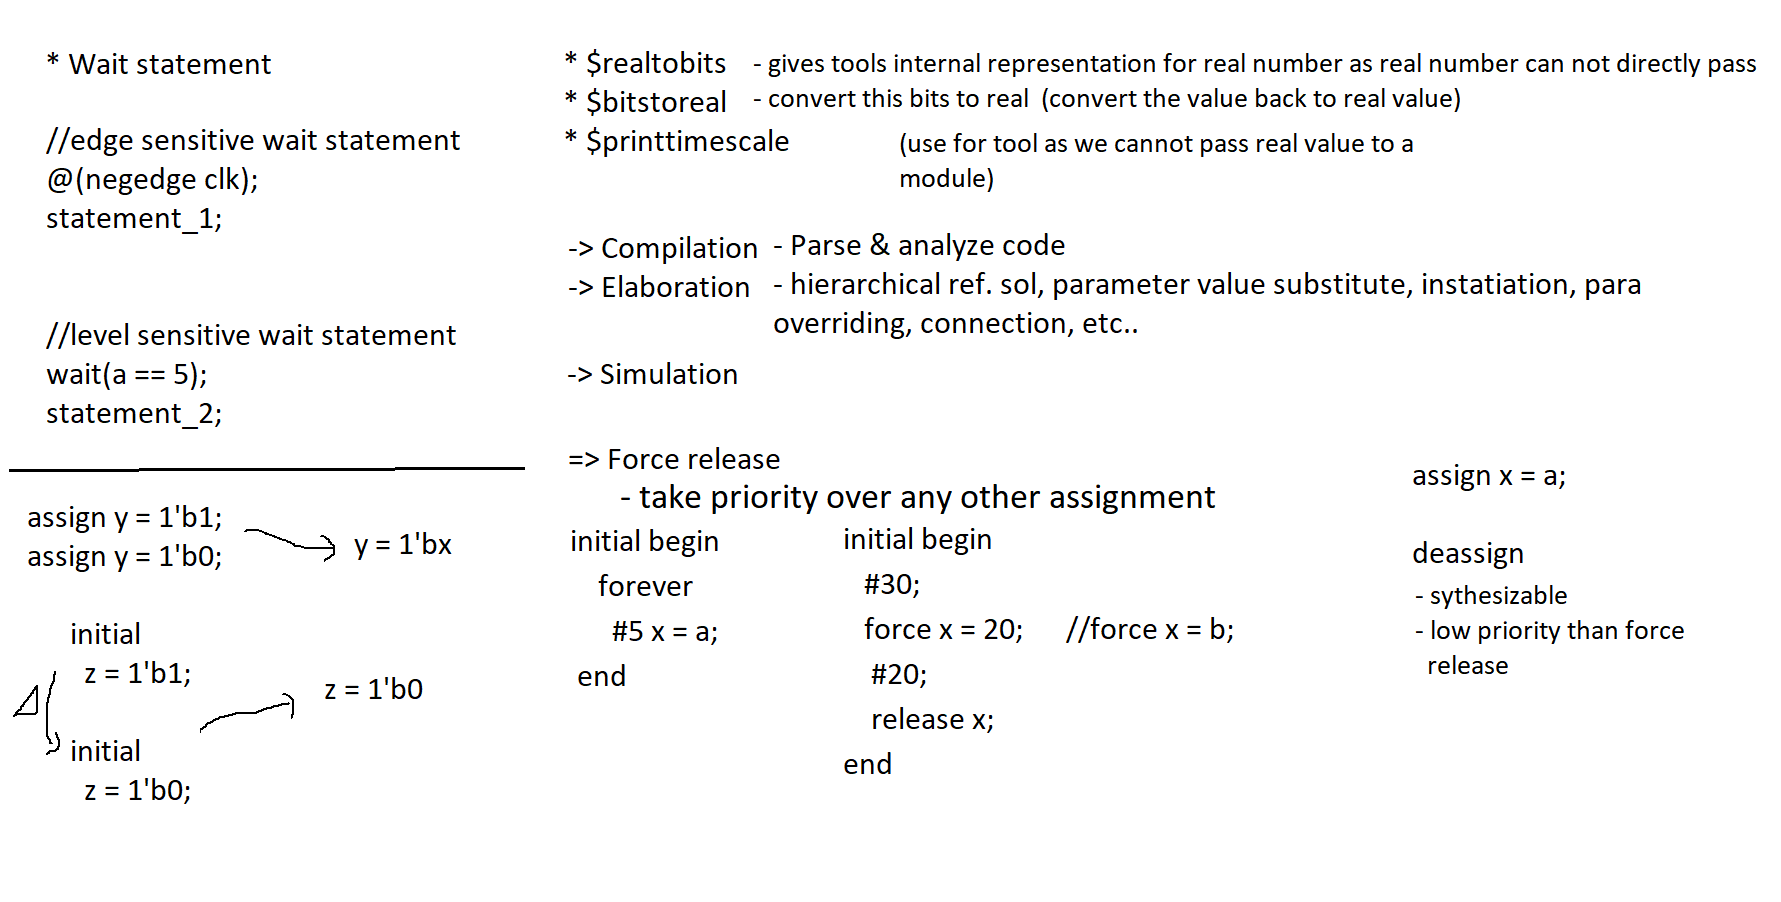 * Wait statement
//edge sensitive wait statement
@(negedge clk);
statement_1;
//level sensitive wait statement
wait(a == 5);
statement_2;
assign y = 1'b1;
assign y = 1'b0;
y = 1'bx
initial
z = 1'b1;
z = 1'b0
initial
z = 1'b0;
* $realtobits - gives tools internal representation for real number as real number can not directly pass
* $bitstoreal - convert this bits to real (convert the value back to real value)
* $printtimescale (use for tool as we cannot pass real value to a
module)
-> Compilation - Parse & analyze code
-> Elaboration - hierarchical ref. sol, parameter value substitute, instatiation, para
overriding, connection, etc..
-> Simulation
=> Force release
- take priority over any other assignment
initial begin
forever
#5 x = a;
end
initial begin
#30;
force x = 20; //force x = b;
#20;
release x;
end
assign x = a;
deassign
- sythesizable
- low priority than force
release